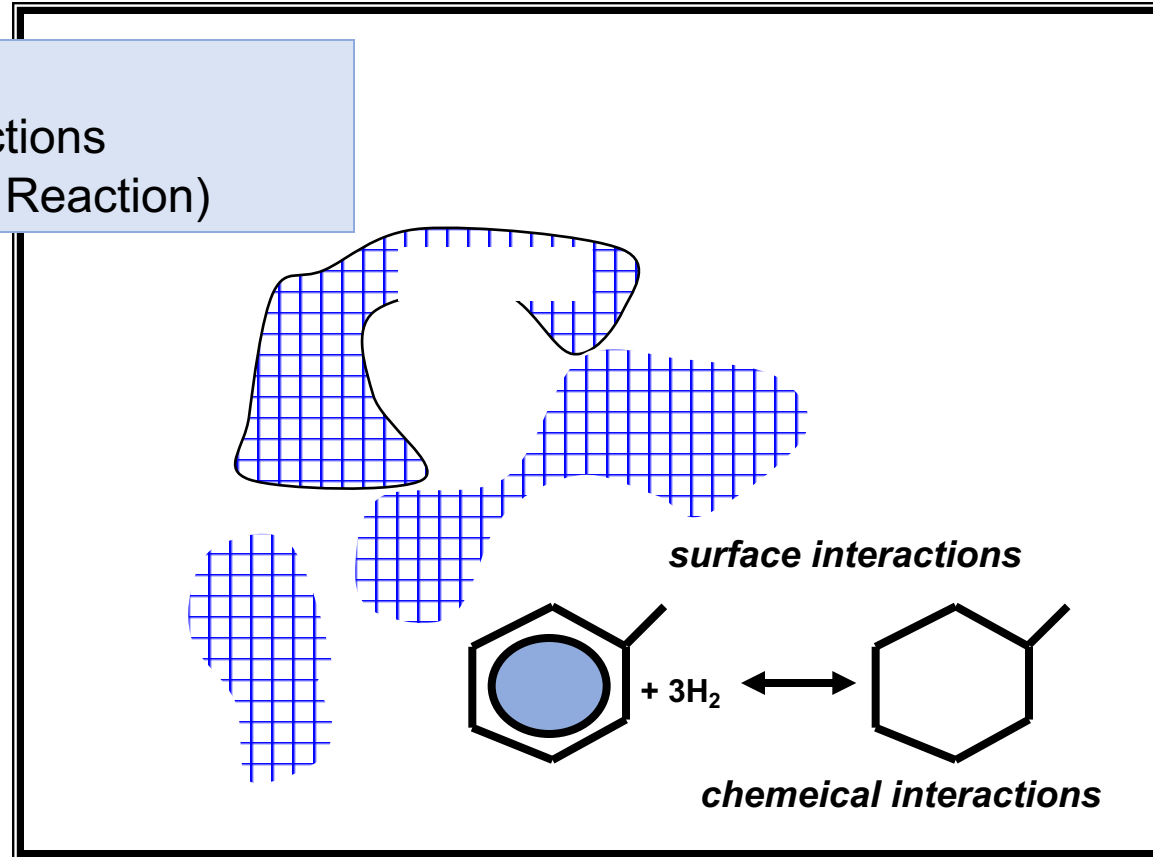 ctions
Reaction)
surface interactions
+ 3H₂
chemeical interactions